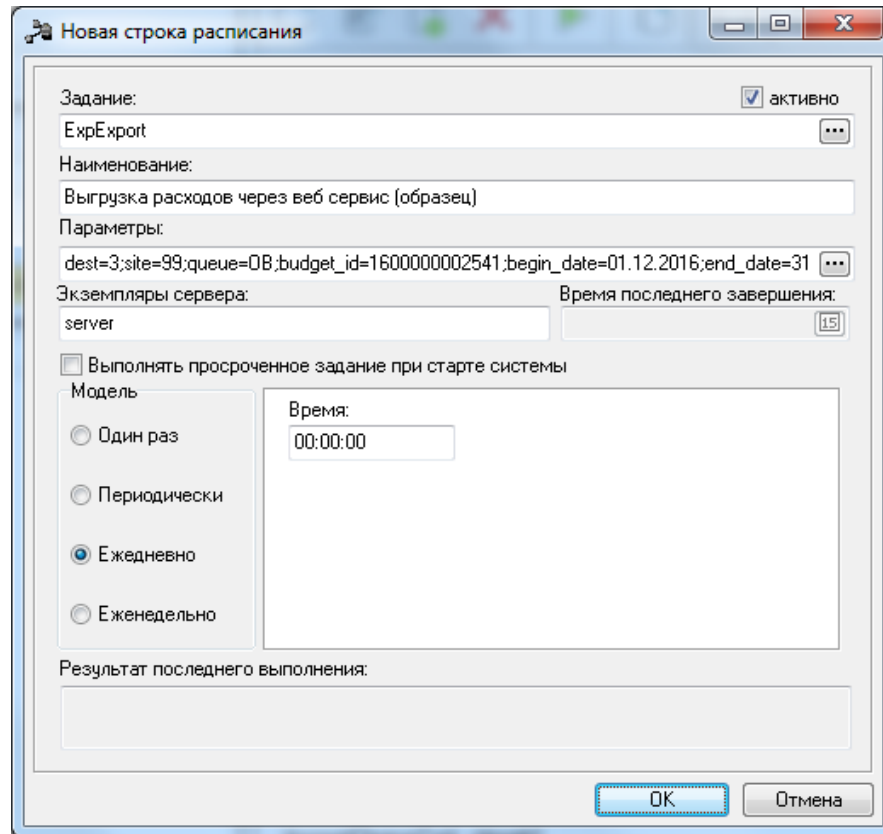 Новая строка расписания
Задание:
активно
ExpExport
Наименование:
Выгрузка расходов через веб сервис (образец)
Параметры:
dest=3;site=99;queue=OB;budget_id=1600000002541;begin_date=01.12.2016;end_date=31
Экземпляры сервера:
Время последнего завершения:
server
15
Выполнять просроченное задание при старте системы
Модель
Время:
Один раз
00:00:00
Периодически
Ежедневно
Еженедельно
Результат последнего выполнения:
OK
Отмена